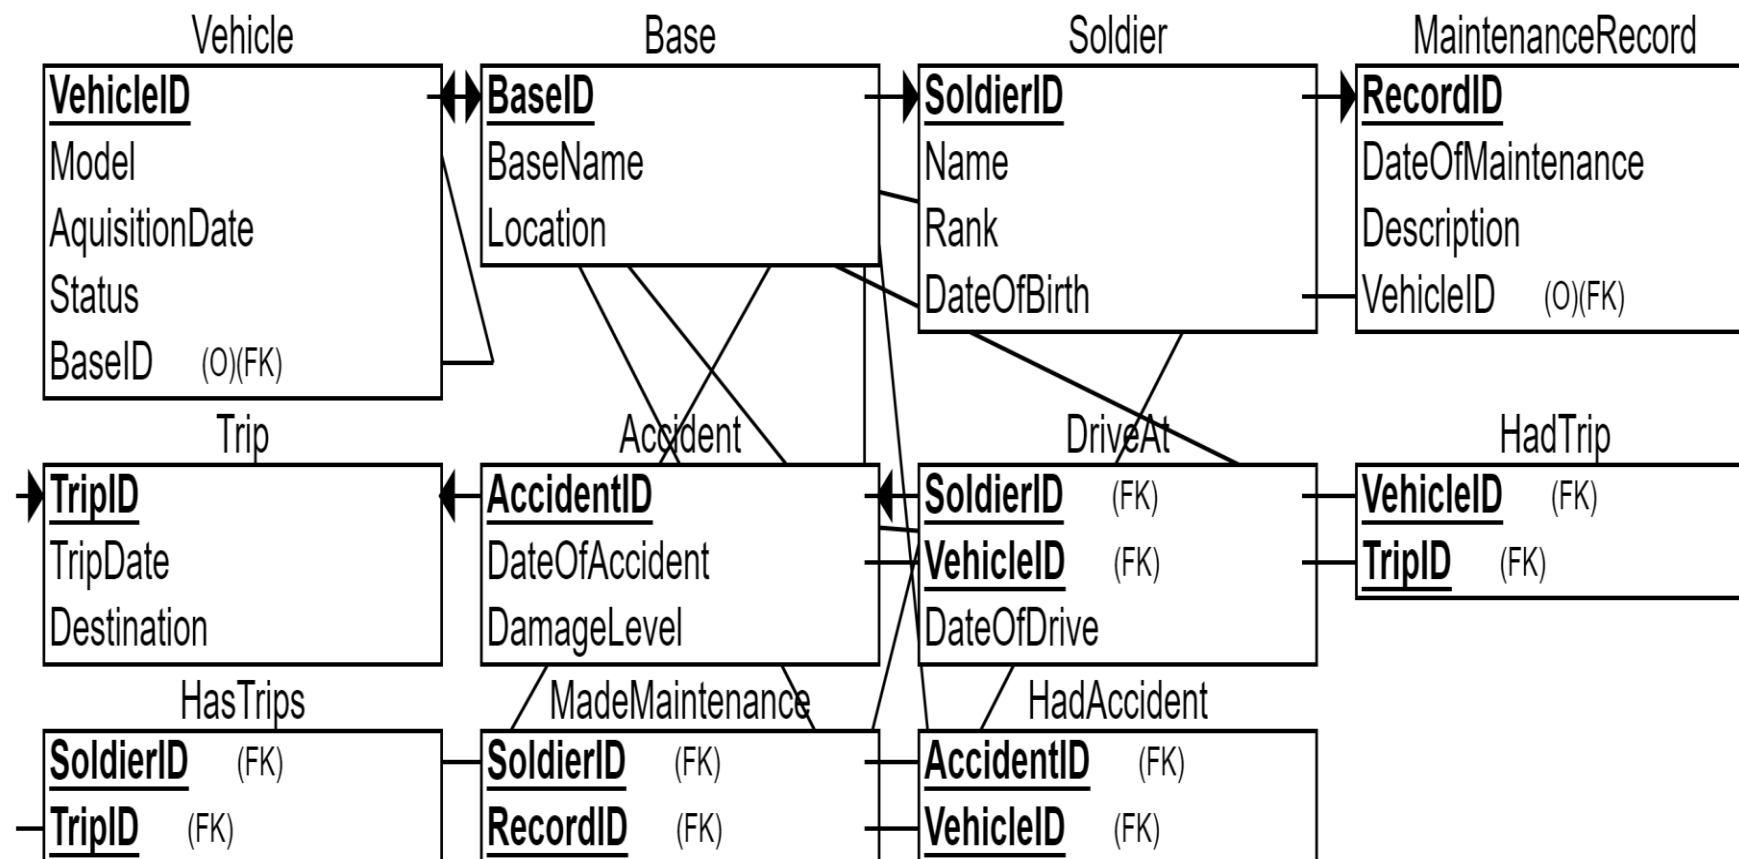 Vehicle
VehicleID
Model
AquisitionDate
Status
BaseID (O)(FK)
Base
BaseID
BaseName
Location
Soldier
SoldierID
Name
Rank
DateOfBirth
MaintenanceRecord
RecordID
DateOfMaintenance
Description
VehicleID (O)(FK)
Trip
TripID
TripDate
Destination
Accident
AccidentID
DateOfAccident
DamageLevel
DriveAt
SoldierID (FK)
VehicleID (FK)
DateOfDrive
HadTrip
VehicleID (FK)
TripID (FK)
HasTrips
SoldierID (FK)
TripID (FK)
MadeMaintenance
SoldierID (FK)
RecordID (FK)
HadAccident
AccidentID (FK)
VehicleID (FK)